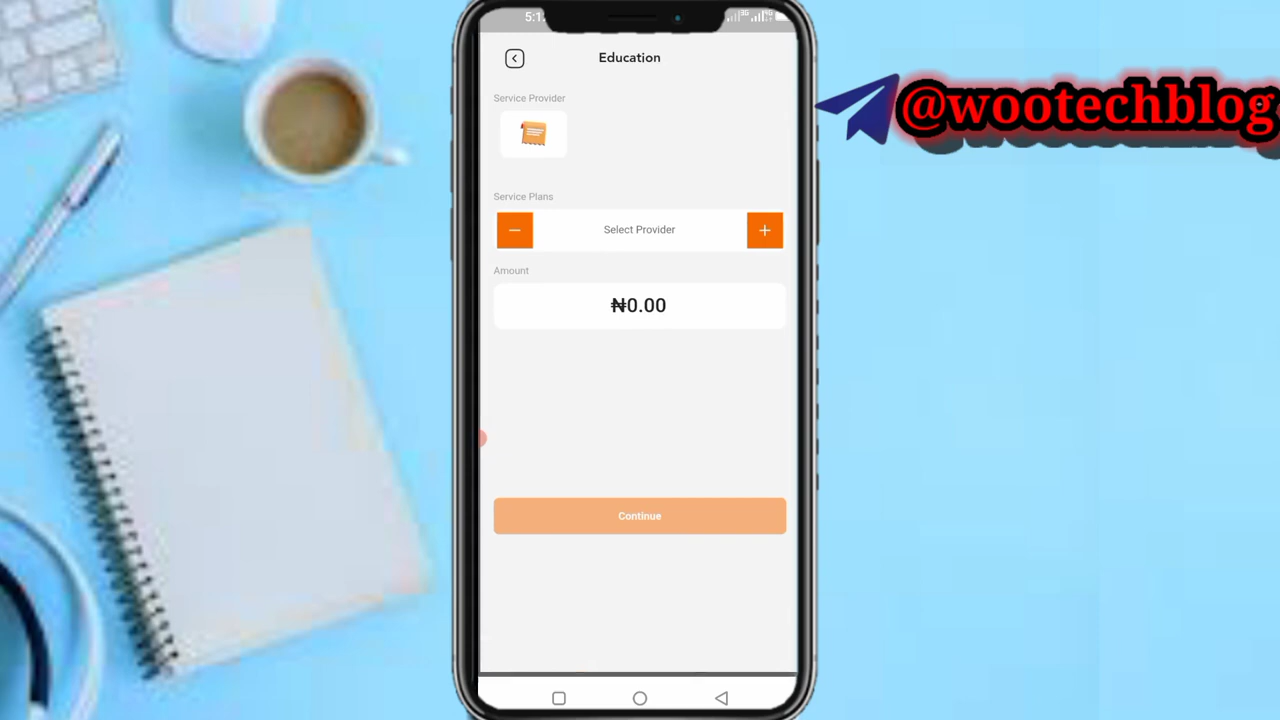 Education
Service Provider
Service Plans
Select Provider
Amount
₦0.00
Continue
@wootechblog